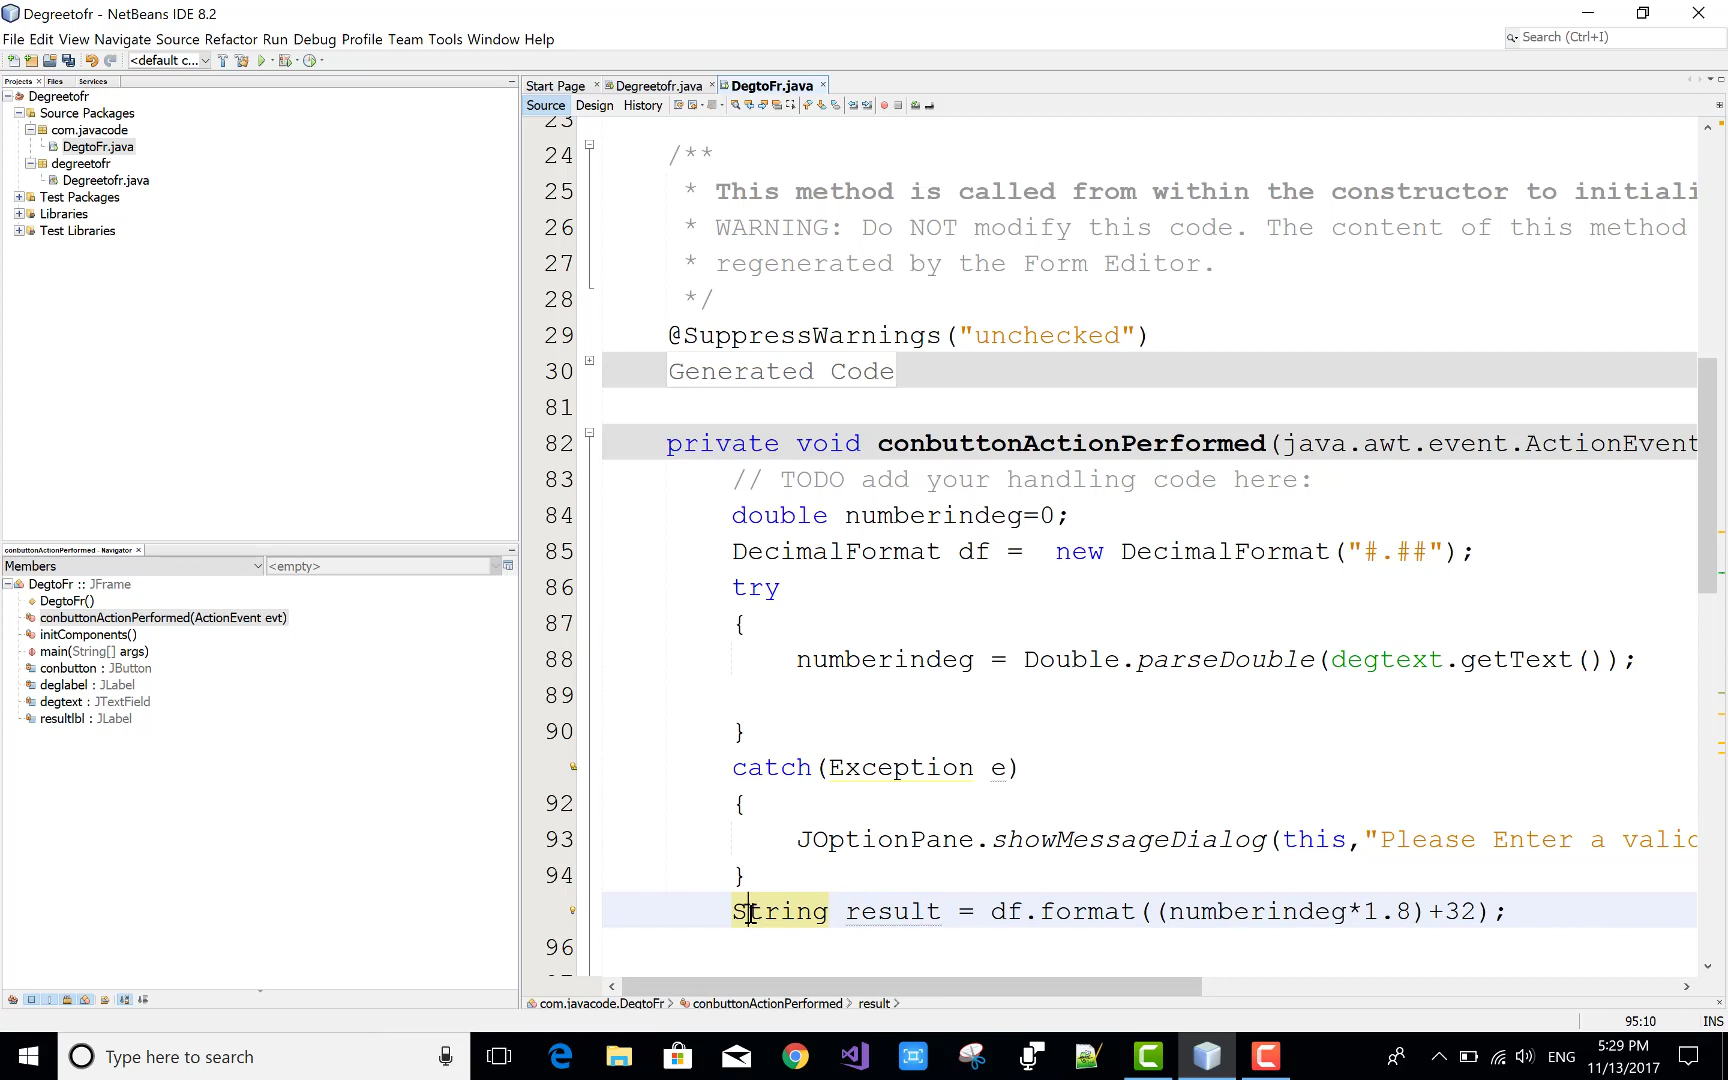 Degreetofr - NetBeans IDE 8.2
File Edit View Navigate Source Refactor Run Debug Profile Team Tools Window Help
Search (Ctrl+I)
<default c...
Projects Files Services
Start Page Degreetofr.java DegtoFr.java
Degreetofr
Source Packages
com.javacode
DegtoFr.java
degreetofr
Degreetofr.java
Test Packages
Libraries
Test Libraries
Source Design History
23
24 /**
25 * This method is called from within the constructor to initiali
26 * WARNING: Do NOT modify this code. The content of this method
27 * regenerated by the Form Editor.
28 */
29 @SuppressWarnings("unchecked")
30 Generated Code
81
82 private void conbuttonActionPerformed(java.awt.event.ActionEvent
83 // TODO add your handling code here:
84 double numberindeg=0;
85 DecimalFormat df = new DecimalFormat("#.##");
86 try
87 {
88 numberindeg = Double.parseDouble(degtext.getText());
89
90 }
catch(Exception e)
92 {
93 JOptionPane.showMessageDialog(this,"Please Enter a valid
94 }
String result = df.format((numberindeg*1.8)+32);
96
conbuttonActionPerformed - Navigator
Members <empty>
DegtoFr :: JFrame
DegtoFr()
conbuttonActionPerformed(ActionEvent evt)
initComponents()
main(String[] args)
conbutton : JButton
deglabel : JLabel
degtext : JTextField
resultlbl : JLabel
com.javacode.DegtoFr conbuttonActionPerformed result
95:10 INS
Type here to search
ENG
5:29 PM
11/13/2017